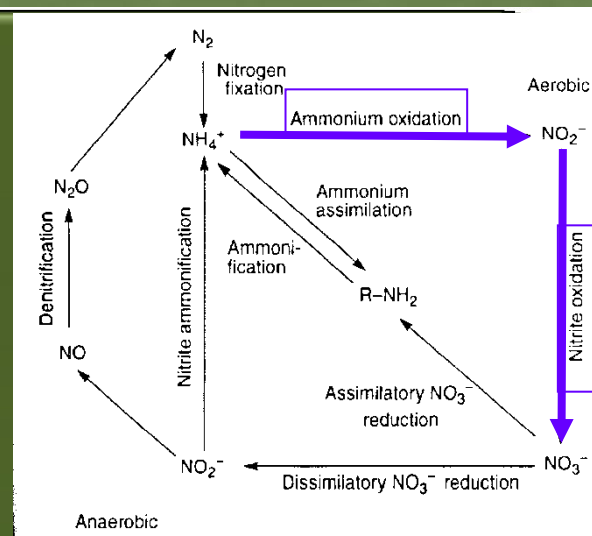 N₂
Nitrogen
fixation
Aerobic
Ammonium oxidation
NH₄⁺
NO₂⁻
N₂O
Ammonium
assimilation
Ammoni-
fication
Denitrification
Nitrite ammonification
Nitrite oxidation
R–NH₂
NO
Assimilatory NO₃⁻
reduction
NO₂⁻
NO₃⁻
Dissimilatory NO₃⁻ reduction
Anaerobic